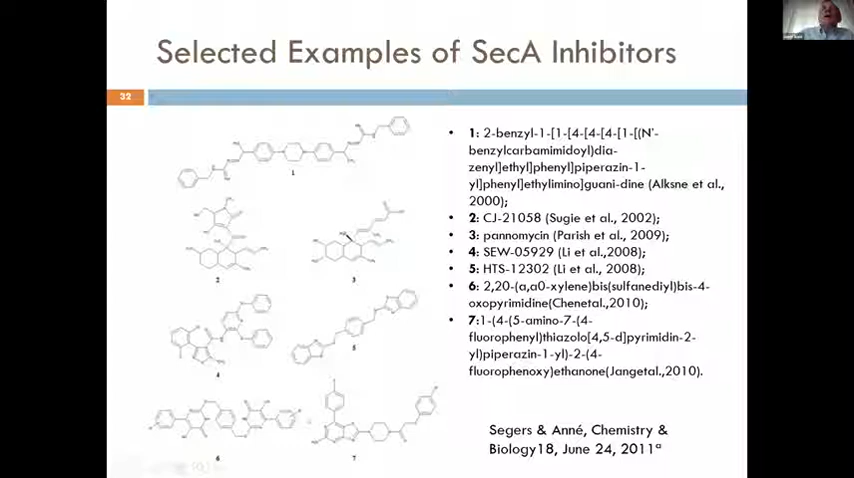 Selected Examples of SecA Inhibitors
32
1: 2-benzyl-1-[1-[4-[4-[4-[1-[(N'-
benzylcarbamimidoyl)dia-
zenyl]ethyl]phenyl]piperazin-1-
yl]phenyl]ethylimino]guani-dine (Alksne et al.,
2000);
2: CJ-21058 (Sugie et al., 2002);
3: pannomycin (Parish et al., 2009);
4: SEW-05929 (Li et al.,2008);
5: HTS-12302 (Li et al., 2008);
6: 2,20-(a,a0-xylene)bis(sulfanediyl)bis-4-
oxopyrimidine(Chenetal.,2010);
7:1-(4-(5-amino-7-(4-
fluorophenyl)thiazolo[4,5-d]pyrimidin-2-
yl)piperazin-1-yl)-2-(4-
fluorophenoxy)ethanone(Jangetal.,2010).
1
2
3
4
5
6
7
Segers & Anné, Chemistry &
Biology18, June 24, 2011ª